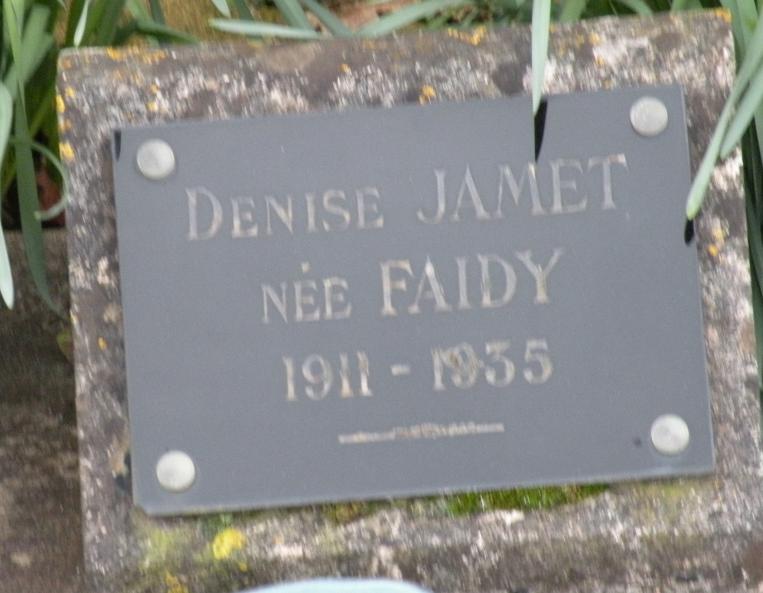 DENISE JAMET
NÉE FAIDY
1911 - 1935